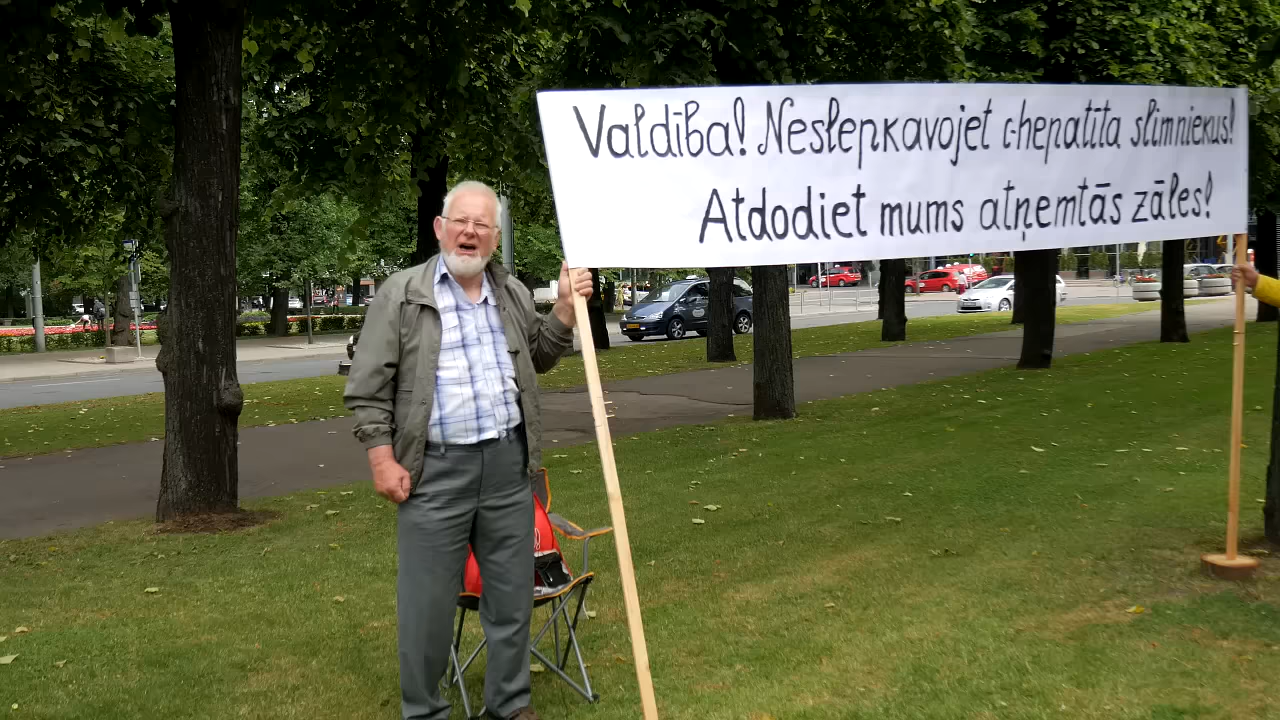 Valdība! Neslepkavojet c-hepatīta slimniekus!
Atdodiet mums atņemtās zāles!